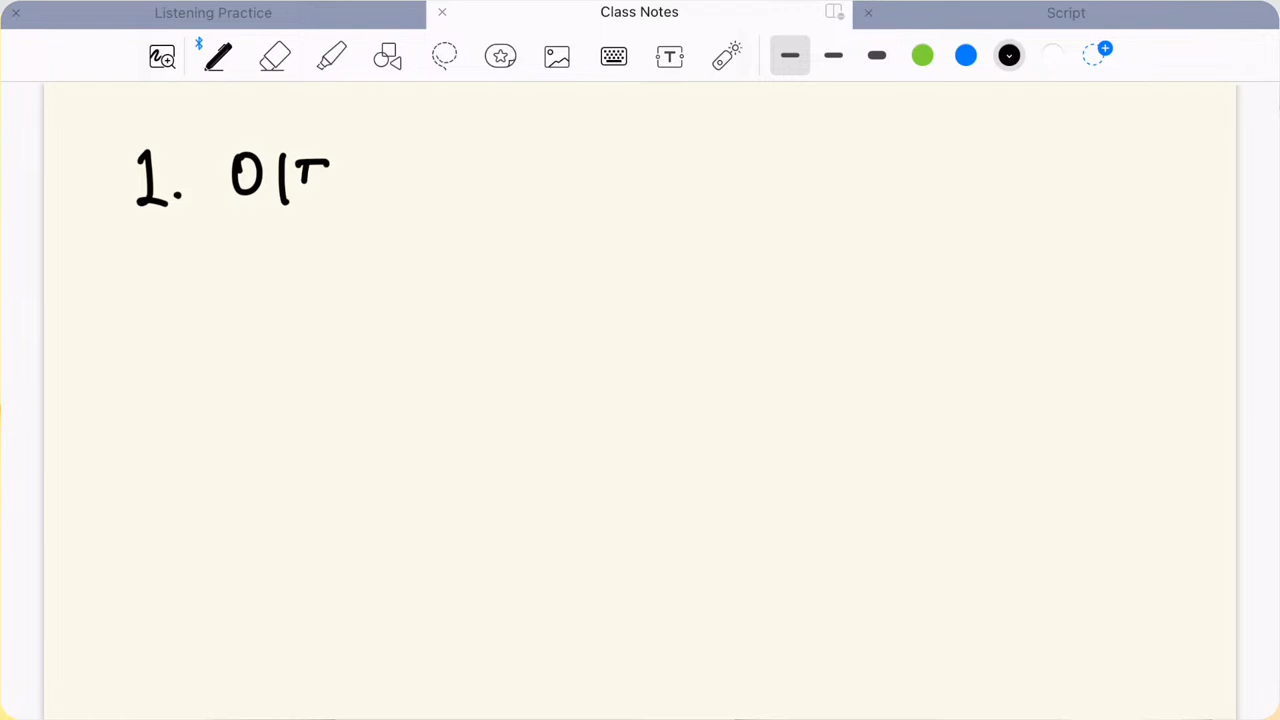 Listening Practice
Class Notes
Script
T
1. 이